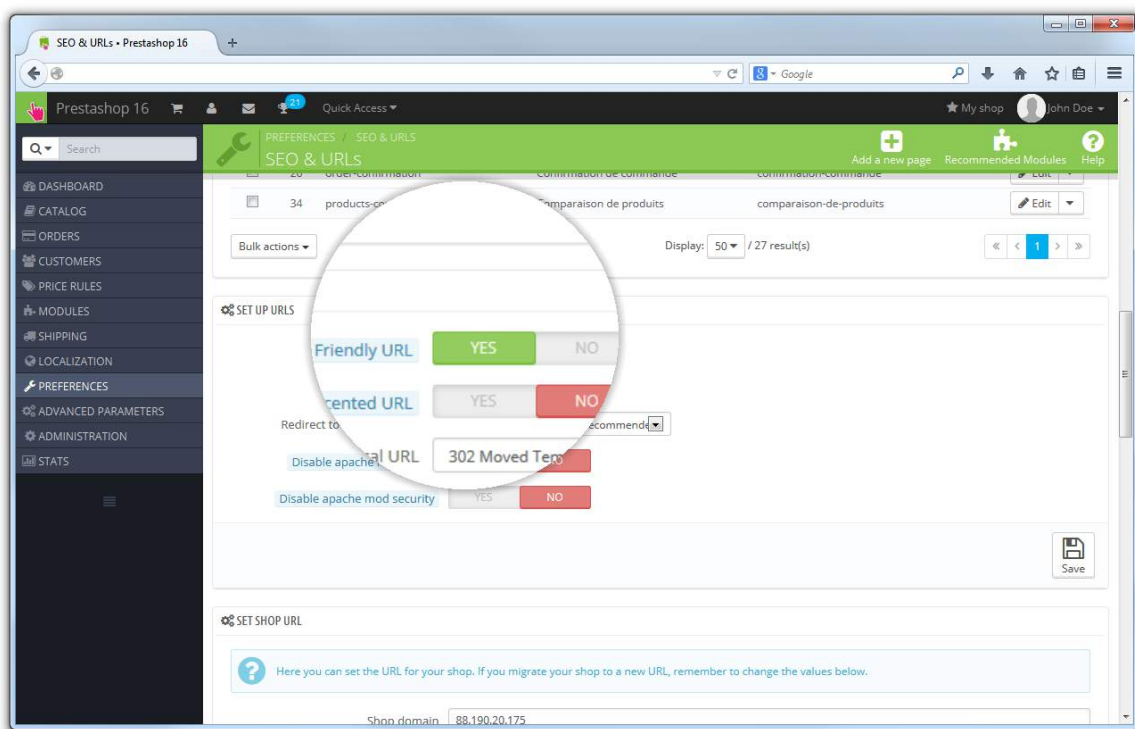 SEO & URLs • Prestashop 16
Google
Prestashop 16
21
Quick Access
My shop
John Doe
Search
PREFERENCES / SEO & URLS
SEO & URLs
Add a new page
Recommended Modules
Help
DASHBOARD
CATALOG
ORDERS
CUSTOMERS
PRICE RULES
MODULES
SHIPPING
LOCALIZATION
PREFERENCES
ADVANCED PARAMETERS
ADMINISTRATION
STATS
20 order-confirmation Confirmation de commande confirmation-commande Edit
34 products-co Comparaison de produits comparaison-de-produits Edit
Bulk actions
Display: 50 / 27 result(s)
« < 1 > »
SET UP URLS
Friendly URL YES NO
cented URL YES NO
Redirect to ecommende
al URL 302 Moved Tem
Disable apache
Disable apache mod security YES NO
Save
SET SHOP URL
Here you can set the URL for your shop. If you migrate your shop to a new URL, remember to change the values below.
Shop domain 88.190.20.175